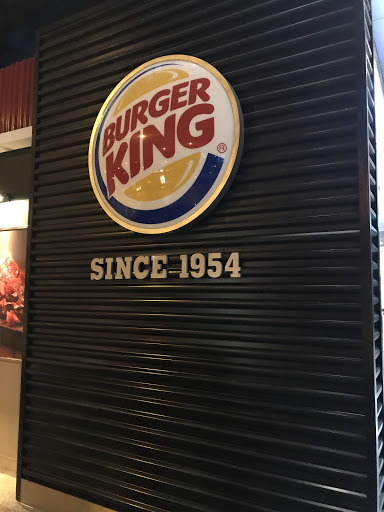 BURGER
KING
®
SINCE 1954